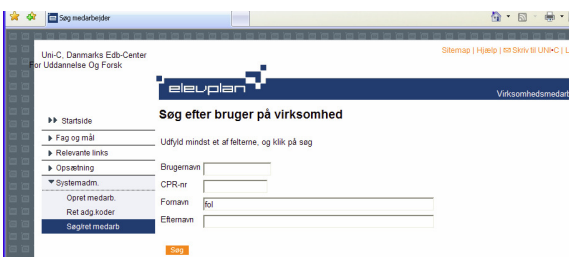 Søg medarbejder
Sitemap | Hjælp | Skriv til UNI•C | L
Uni-C, Danmarks Edb-Center
For Uddannelse Og Forsk
elevplan
Virksomhedsmedarb
Startside
Fag og mål
Relevante links
Opsætning
Systemadm.
Opret medarb.
Ret adg.koder
Søg/ret medarb
Søg efter bruger på virksomhed
Udfyld mindst et af felterne, og klik på søg
Brugernavn
CPR-nr
Fornavn fol
Efternavn
Søg